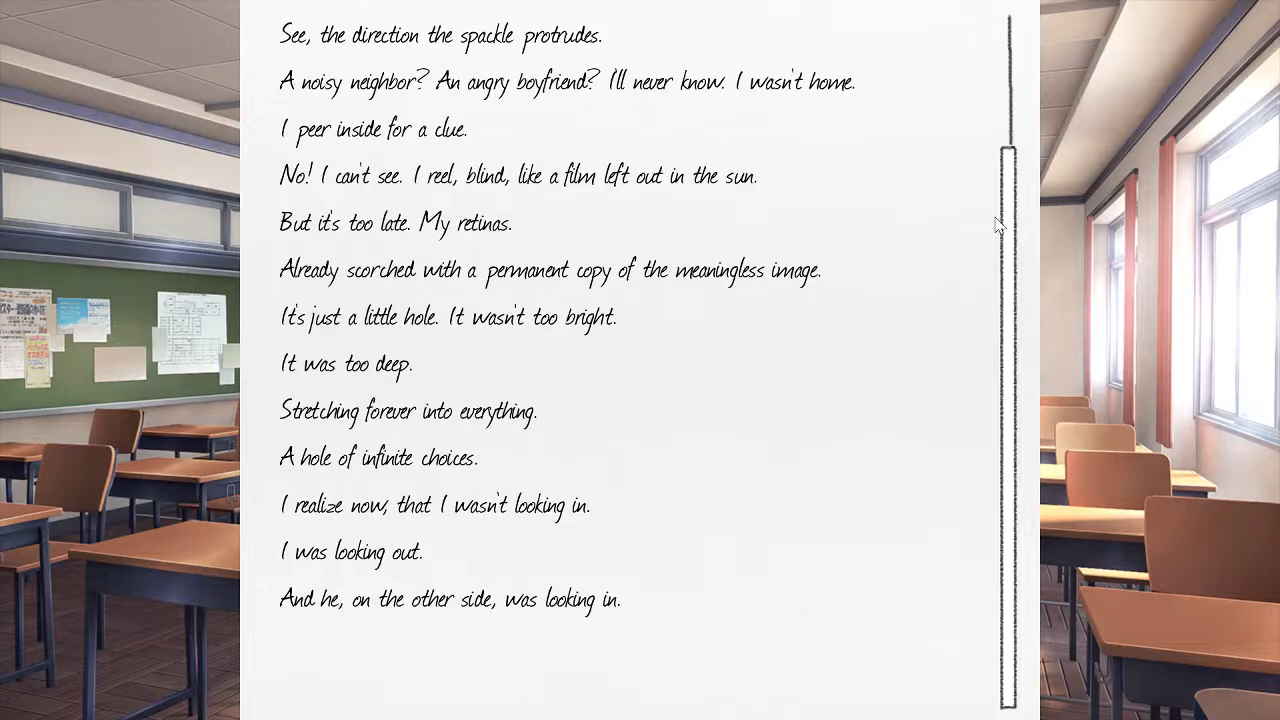 See, the direction the spackle protrudes.
A noisy neighbor? An angry boyfriend? I'll never know. I wasn't home.
I peer inside for a clue.
No! I can't see. I reel, blind, like a film left out in the sun.
But it's too late. My retinas.
Already scorched with a permanent copy of the meaningless image.
It's just a little hole. It wasn't too bright.
It was too deep.
Stretching forever into everything.
A hole of infinite choices.
I realize now, that I wasn't looking in.
I was looking out.
And he, on the other side, was looking in.